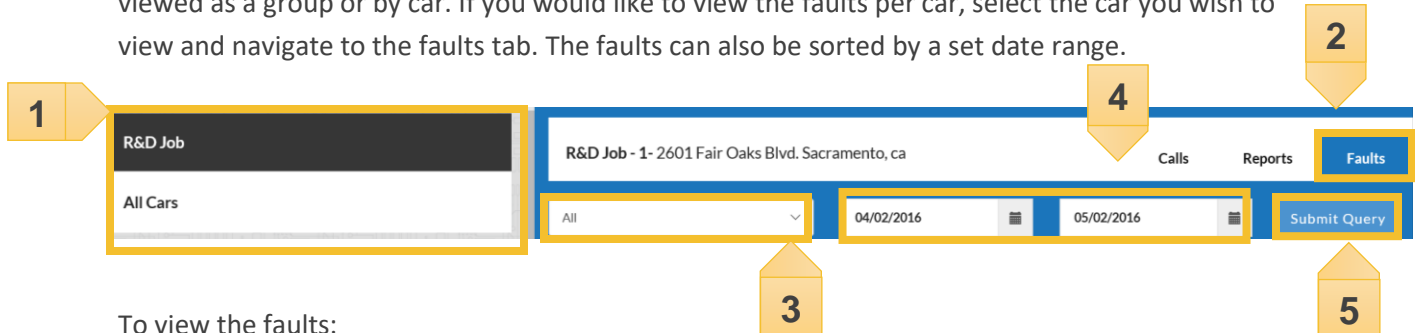 viewed as a group or by car. If you would like to view the faults per car, select the car you wish to
view and navigate to the faults tab. The faults can also be sorted by a set date range.
2
4
1
R&D Job
R&D Job - 1- 2601 Fair Oaks Blvd. Sacramento, ca
Calls Reports Faults
All Cars
All 04/02/2016 05/02/2016 Submit Query
3
5
To view the faults: